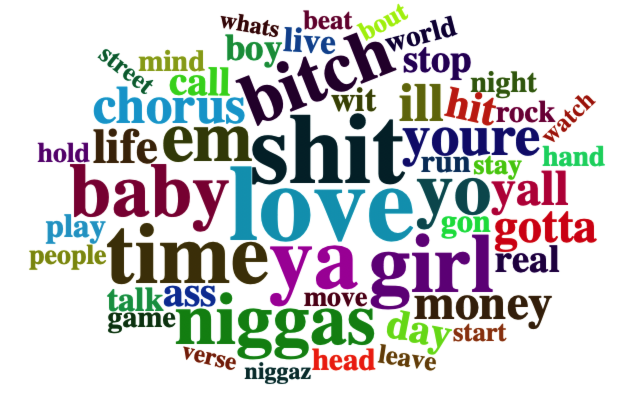 whats beat bout
boy live world
street mind call bitch stop
chorus wit ill hit rock night watch
hold life em shit youre run stay hand
baby love yo yall
play gon gotta
people time ya girl real
talk ass move money
game niggas day start
verse niggaz head leave